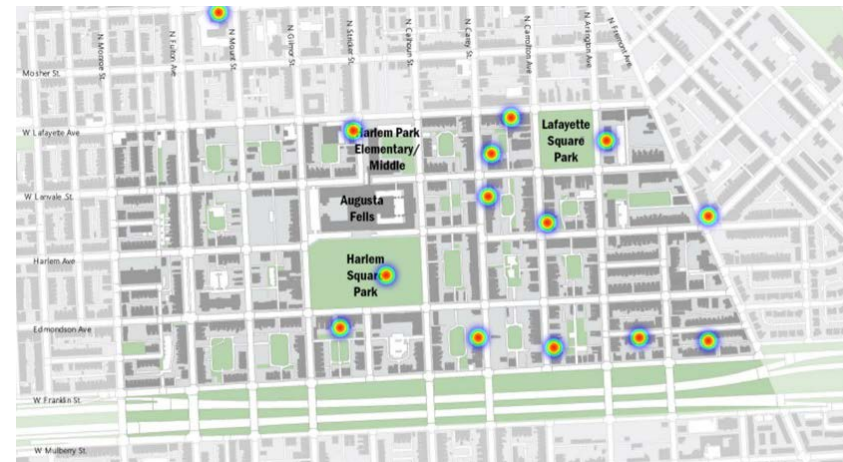 N Monroe St.
N Fulton Ave
N Mount St.
N Gilmor St.
N Stricker St.
N Calhoun St.
N Carey St.
N Carrollton Ave
N Arlington Ave
N Fremont Ave
Mosher St.
W Lafayette Ave
Harlem Park
Elementary/
Middle
Lafayette
Square
Park
W Lanvale St.
Augusta
Fells
Harlem Ave
Harlem
Square
Park
Edmondson Ave
W Franklin St.
W Mulberry St.